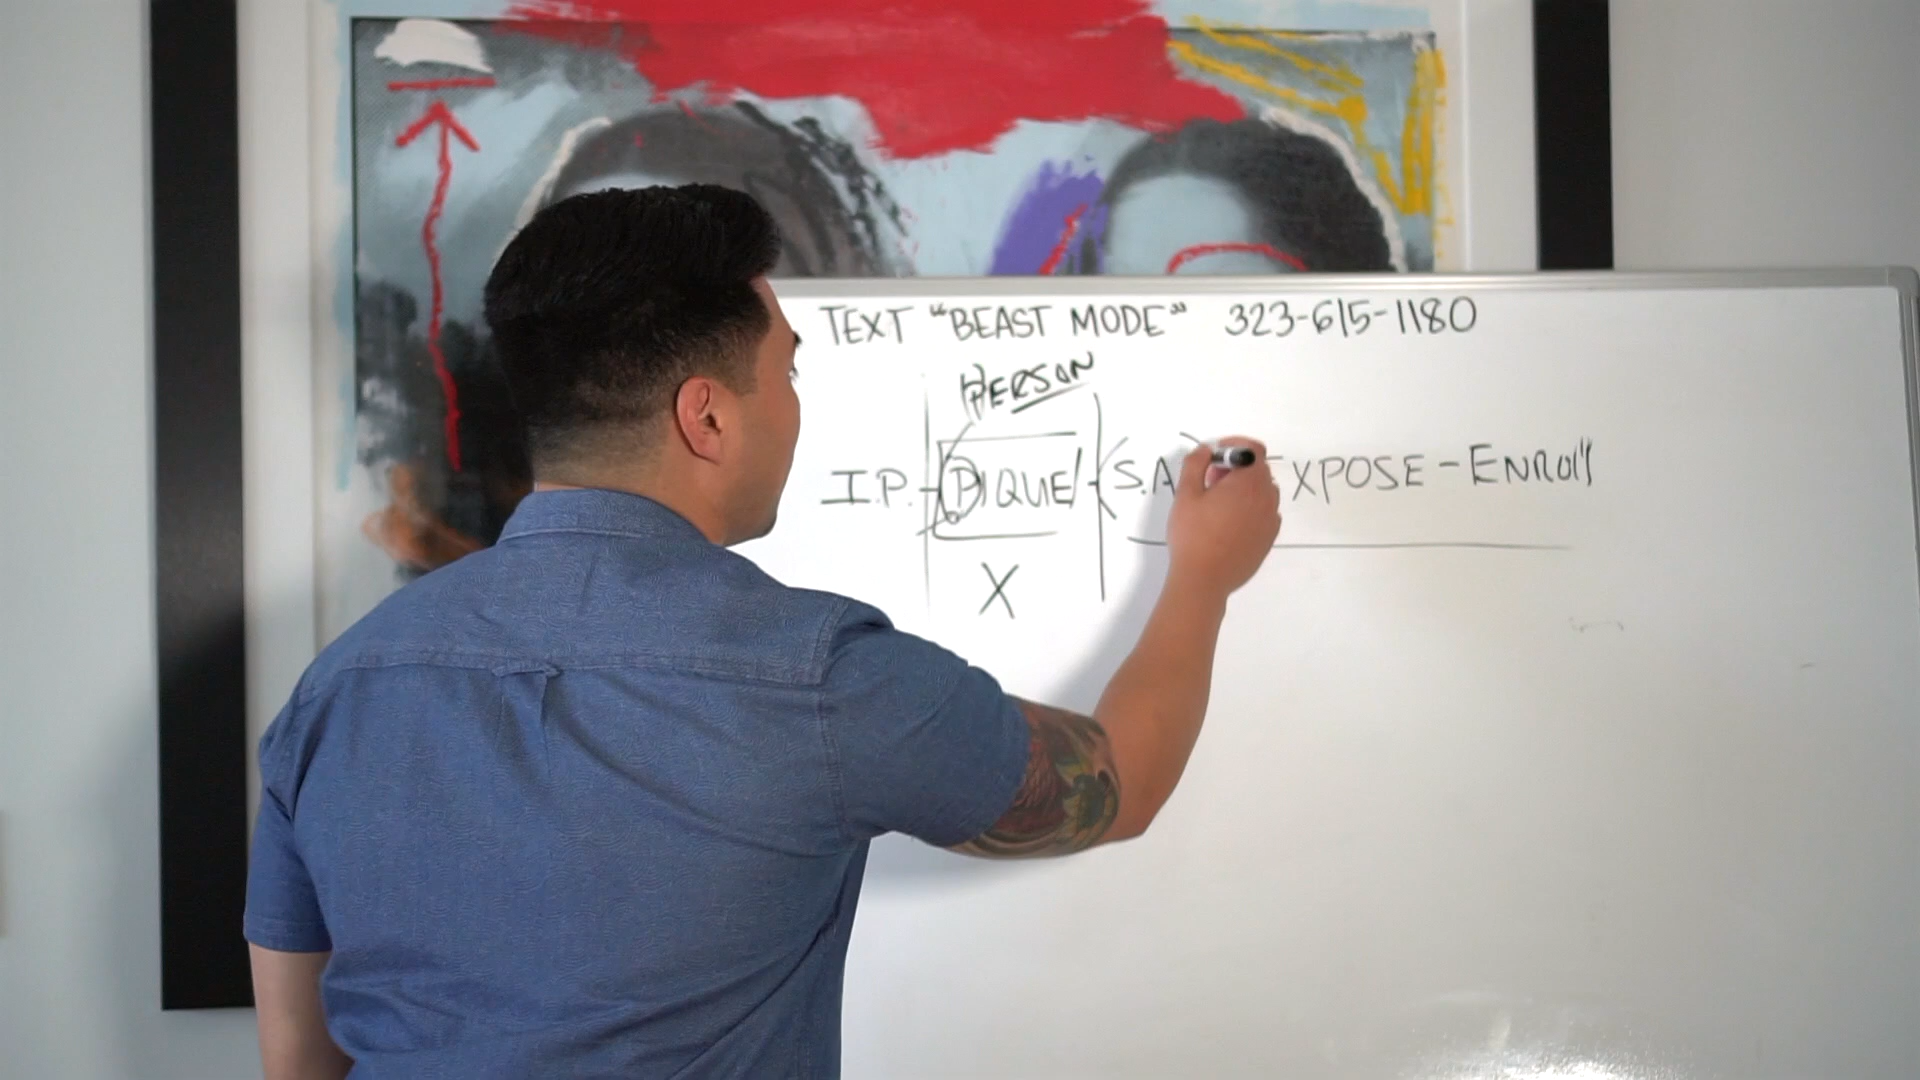 TEXT "BEAST MODE" 323-615-1180
PERSON
I.P. - PIQUE - S.A EXPOSE - ENROll
X